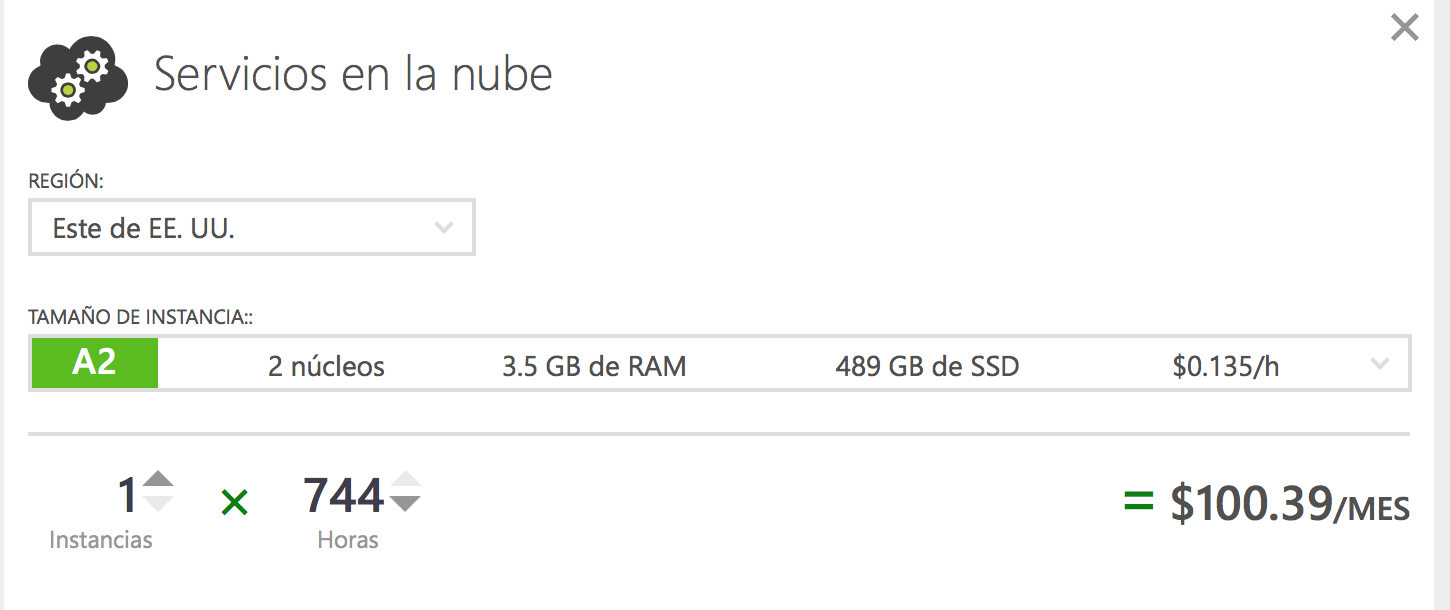 Servicios en la nube
REGIÓN:
Este de EE. UU.
TAMAÑO DE INSTANCIA::
A2 2 núcleos 3.5 GB de RAM 489 GB de SSD $0.135/h
1 × 744 = $100.39/MES
Instancias Horas